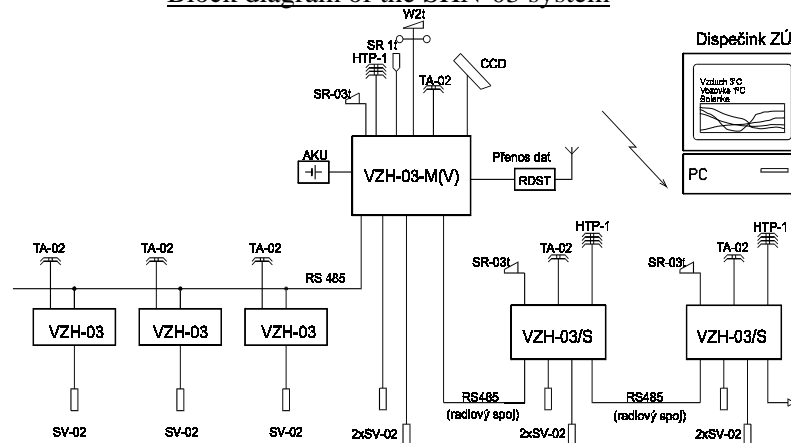 Block diagram of the SHN-03 system
W2t
SR 1t
HTP-1
CCD
TA-02
SR-03t
AKU
VZH-03-M(V)
Přenos dat
RDST
Dispečink ZÚ
Vzduch 3°C
Vozovka 1°C
Solanka
PC
TA-02
TA-02
TA-02
RS 485
VZH-03
VZH-03
VZH-03
SV-02
SV-02
SV-02
2xSV-02
HTP-1
TA-02
SR-03t
VZH-03/S
RS485
(radiový spoj)
2xSV-02
HTP-1
TA-02
SR-03t
VZH-03/S
RS485
(radiový spoj)
2xSV-02